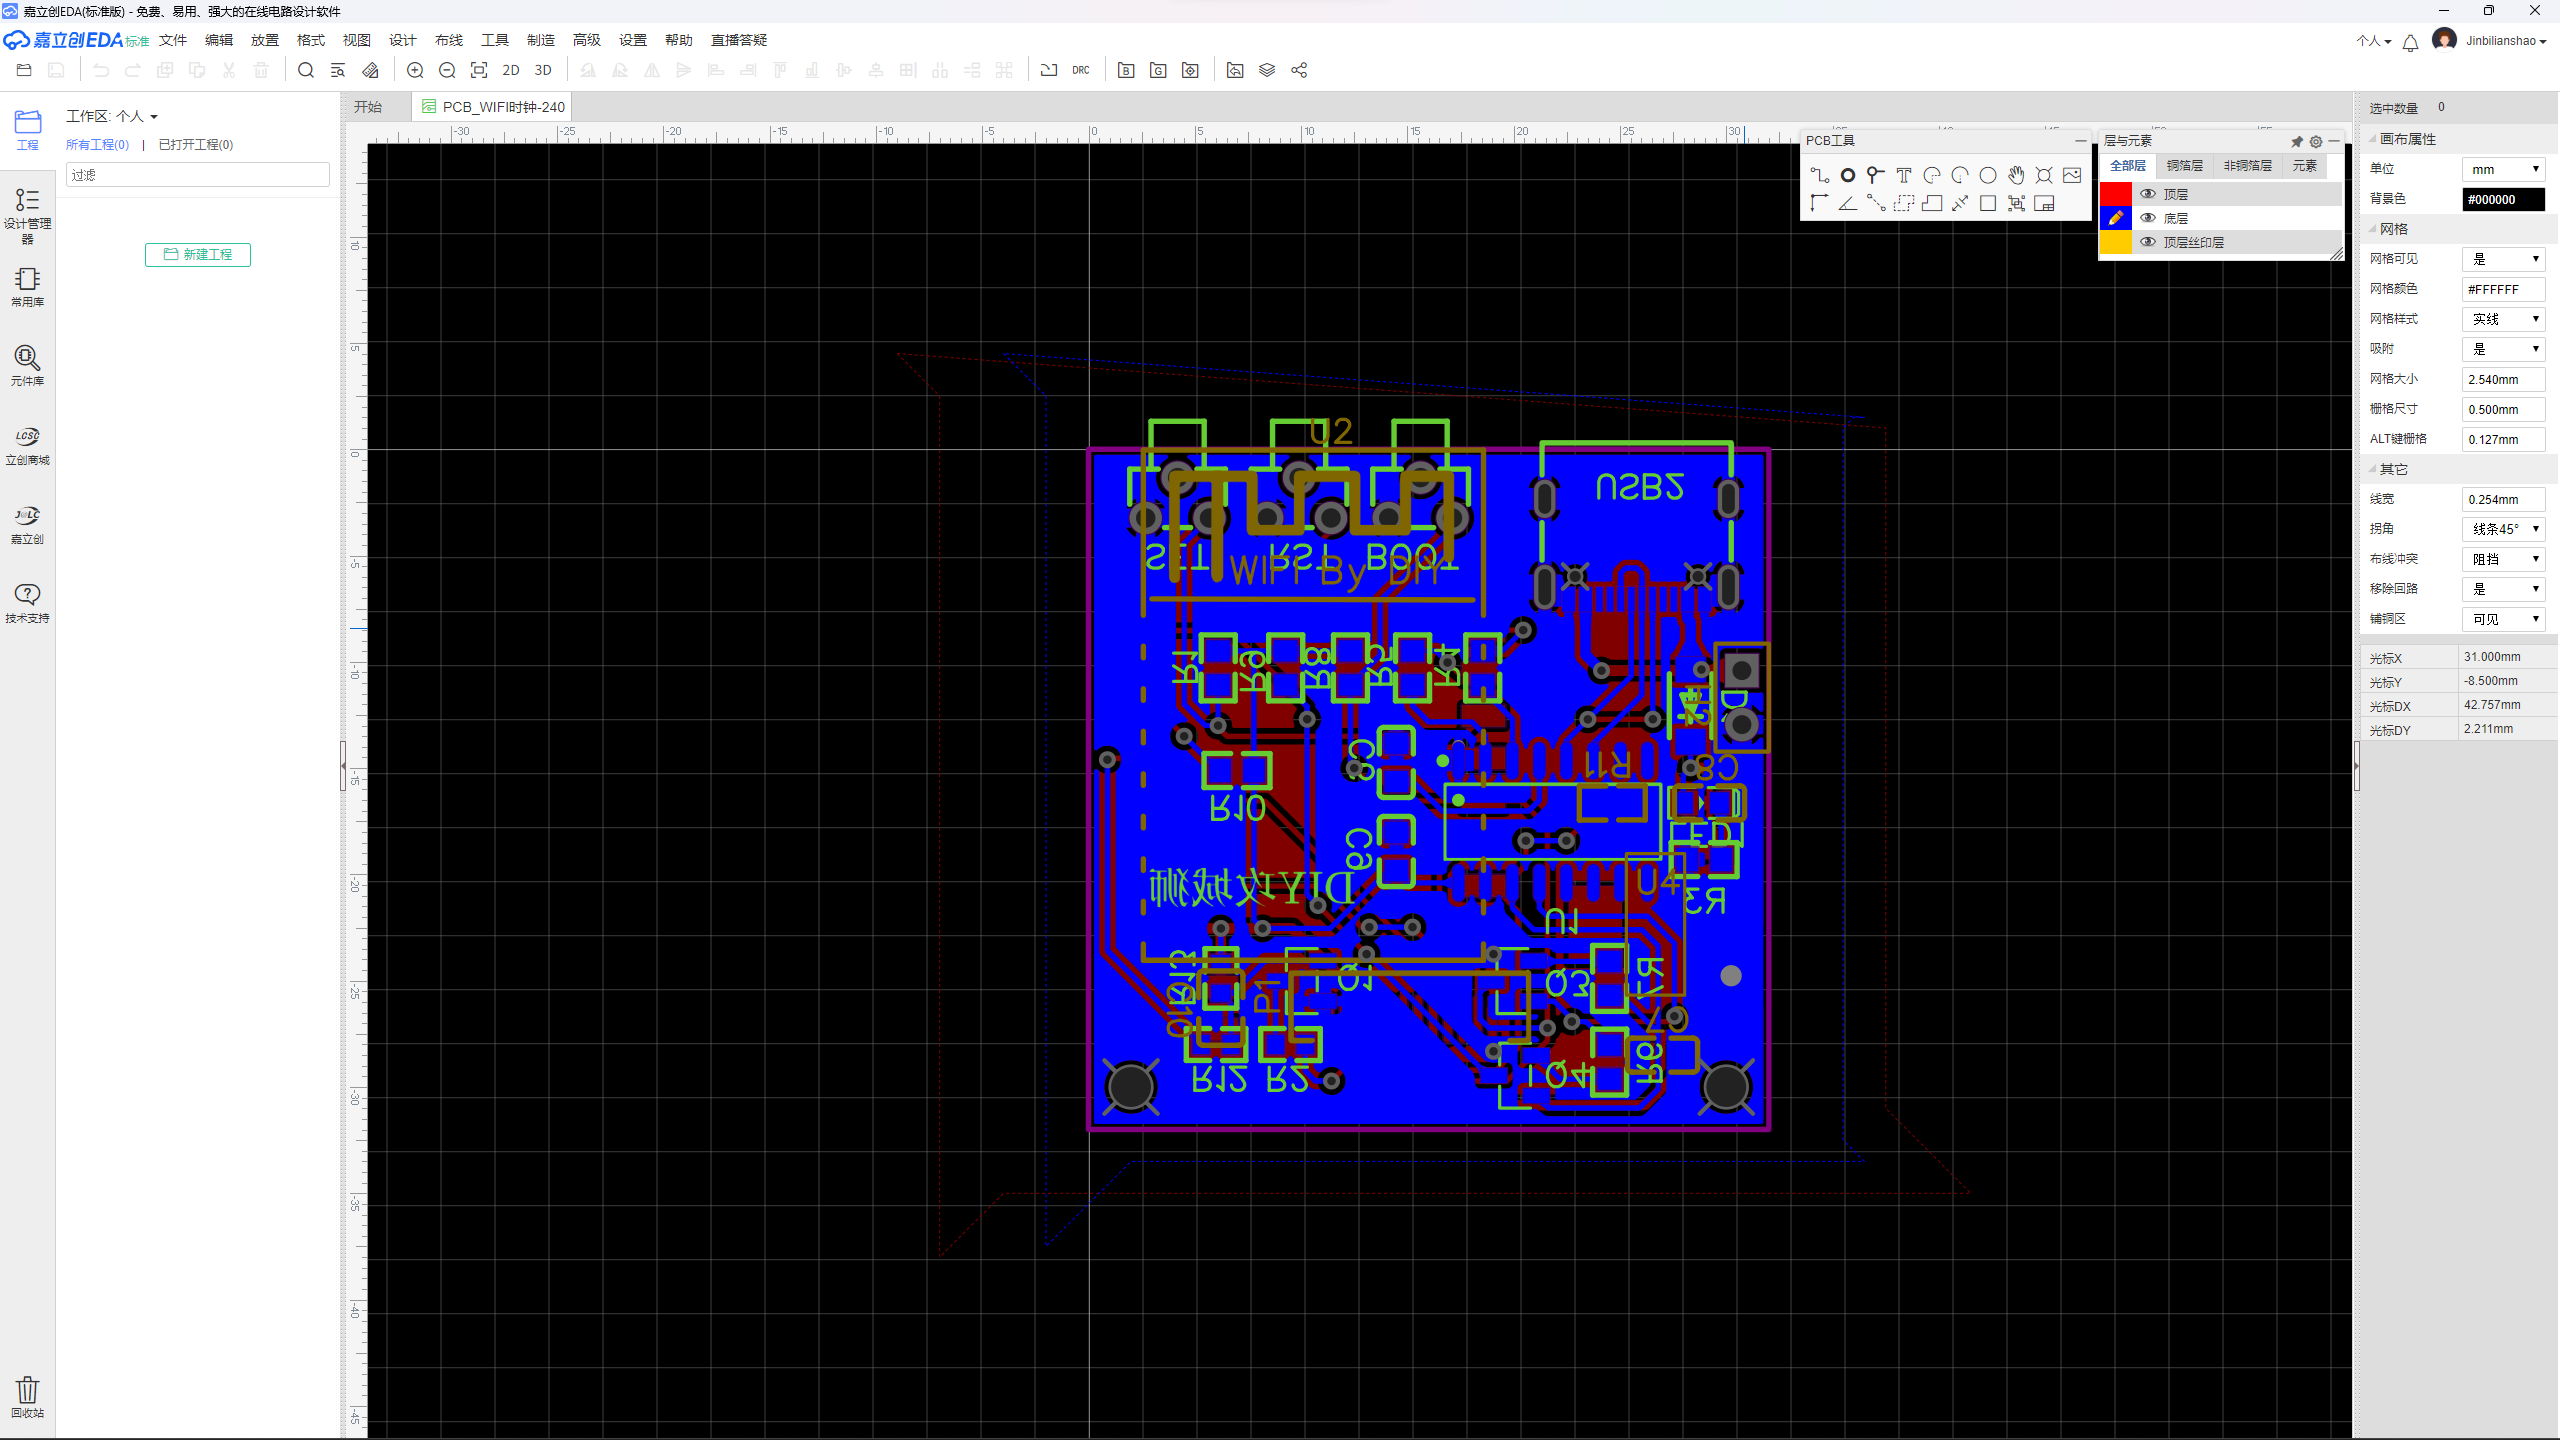 嘉立创EDA(标准版) - 免费、易用、强大的在线电路设计软件
嘉立创EDA标准 文件 编辑 放置 格式 视图 设计 布线 工具 制造 高级 设置 帮助 直播答疑
个人 Jinbilianshao
2D 3D DRC B G
工程
设计管理器
常用库
元件库
LCSC
立创商城
J@LC
嘉立创
技术支持
回收站
工作区: 个人
所有工程(0) | 已打开工程(0)
过滤
新建工程
开始 PCB_WIFI时钟-240
-30 -25 -20 -15 -10 -5 0 5 10 15 20 25 30
10
5
0
-5
-10
-15
-20
-25
-30
-35
-40
-45
U2
USB2
SET RST BOOT
WIFI By DIY
R1 R9 R8 R5 R4
R10
R11 C8
C9
LED
U4
R3
DIY攻城狮
U1
R13 Q1 Q3 R7
C10 P1
C7
R12 R2 Q4 R6
PCB工具
层与元素
全部层 铜箔层 非铜箔层 元素
顶层
底层
顶层丝印层
选中数量 0
画布属性
单位 mm
背景色 #000000
网格
网格可见 是
网格颜色 #FFFFFF
网格样式 实线
吸附 是
网格大小 2.540mm
栅格尺寸 0.500mm
ALT键栅格 0.127mm
其它
线宽 0.254mm
拐角 线条45°
布线冲突 阻挡
移除回路 是
铺铜区 可见
光标X 31.000mm
光标Y -8.500mm
光标DX 42.757mm
光标DY 2.211mm